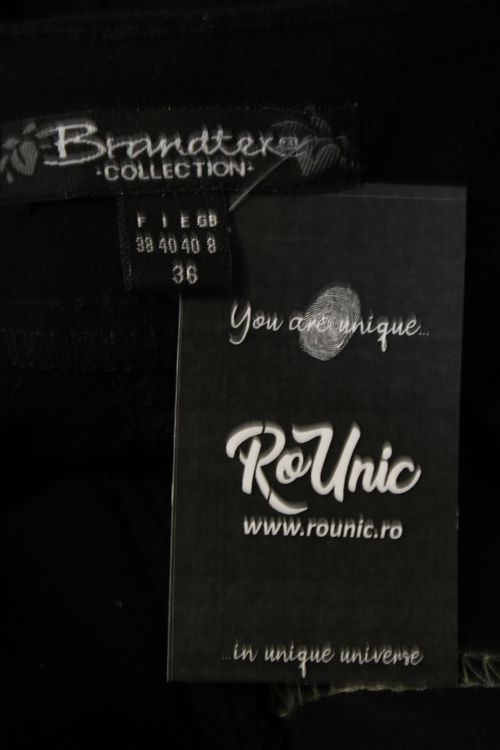 Brandtex
·COLLECTION·
F I E GB
38 40 40 8
36
You are unique...
RoUnic
www.rounic.ro
...in unique universe